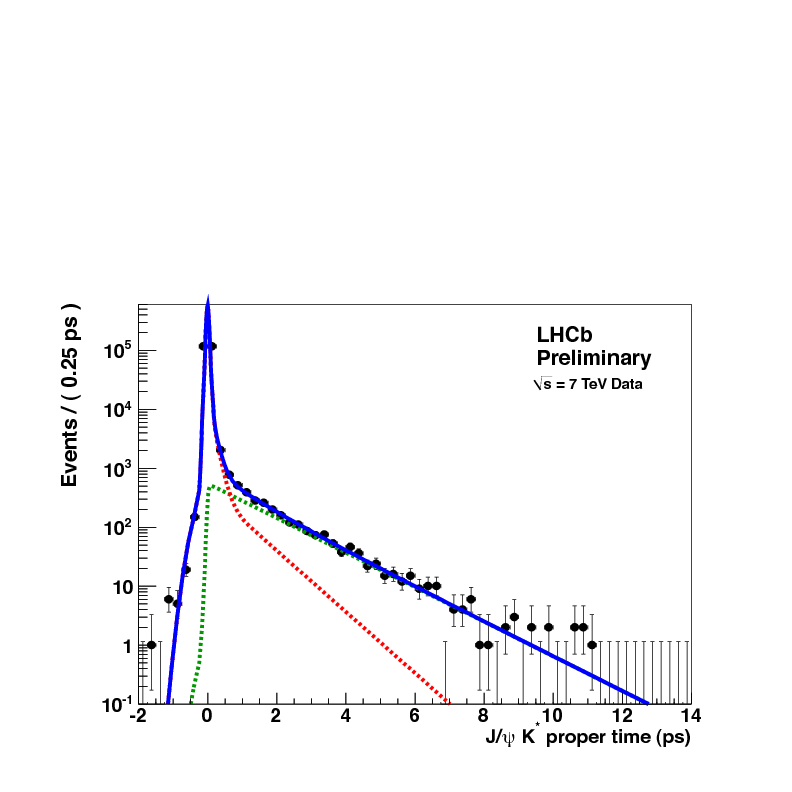 LHCb
Preliminary
√s = 7 TeV Data
Events / ( 0.25 ps )
10⁵
10⁴
10³
10²
10
1
10⁻¹
-2 0 2 4 6 8 10 12 14
J/ψ K* proper time (ps)